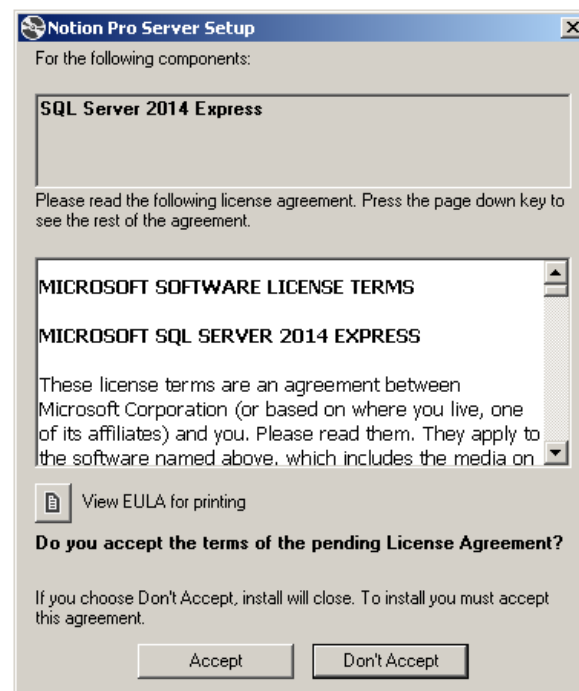 Notion Pro Server Setup
For the following components:
SQL Server 2014 Express
Please read the following license agreement. Press the page down key to
see the rest of the agreement.
MICROSOFT SOFTWARE LICENSE TERMS
MICROSOFT SQL SERVER 2014 EXPRESS
These license terms are an agreement between
Microsoft Corporation (or based on where you live, one
of its affiliates) and you. Please read them. They apply to
the software named above, which includes the media on
View EULA for printing
Do you accept the terms of the pending License Agreement?
If you choose Don't Accept, install will close. To install you must accept
this agreement.
Accept
Don't Accept